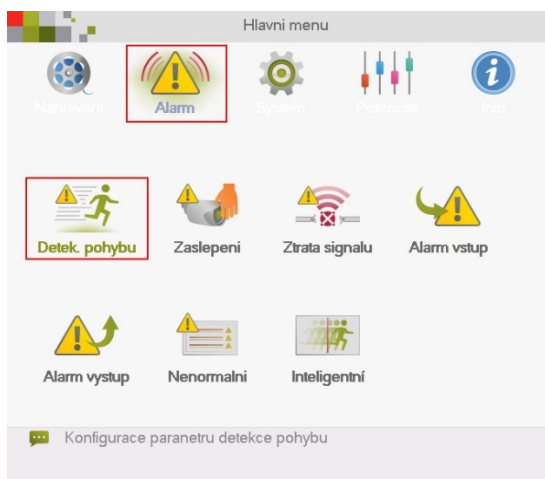 Hlavni menu
Nahravani Alarm System Pokrocile Info
Detek. pohybu Zaslepeni Ztrata signalu Alarm vstup
Alarm vystup Nenormalni Inteligentní
Konfigurace paranetru detekce pohybu